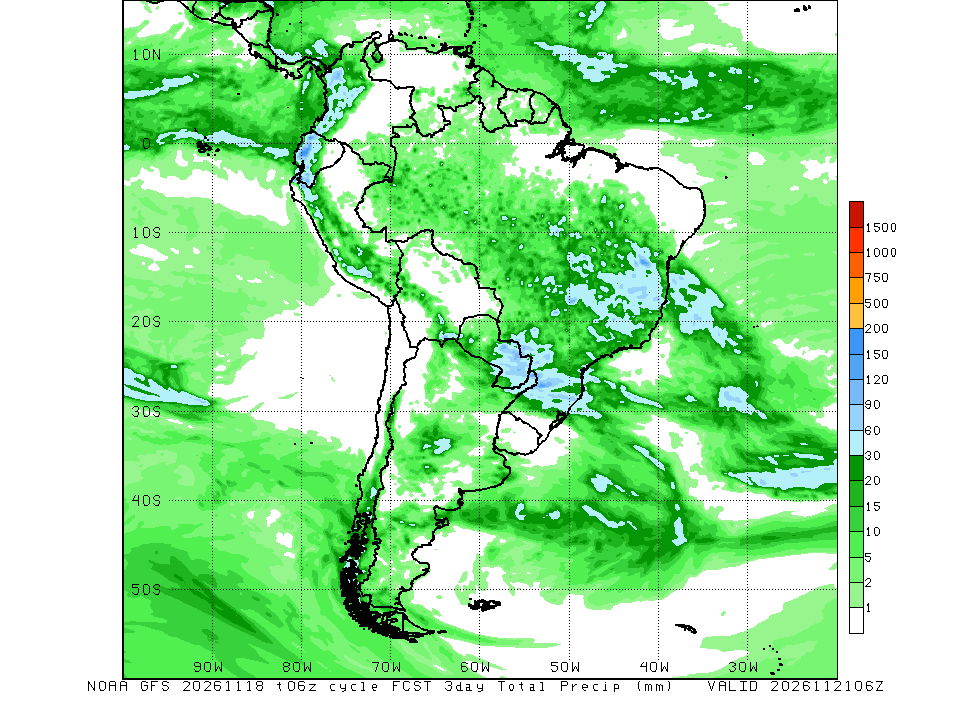 10N
0
10S
20S
30S
40S
50S
90W 80W 70W 60W 50W 40W 30W
1500
1000
750
500
200
150
120
90
60
30
20
15
10
5
2
1
NOAA GFS 20261118 t06z cycle FCST 3day Total Precip (mm) VALID 2026112106Z